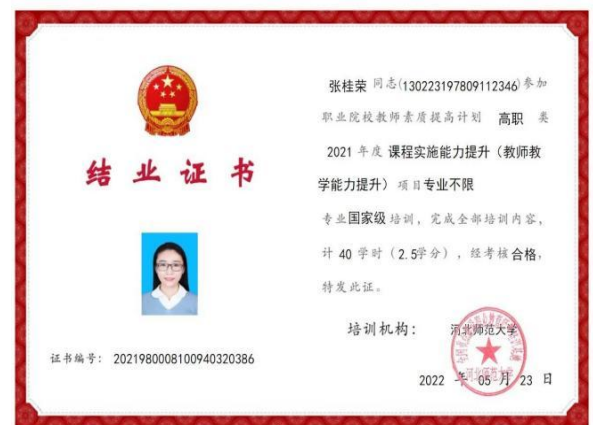 结业证书
证书编号: 2021980008100940320386
张桂荣 同志(130223197809112346)参加
职业院校教师素质提高计划 高职 类
2021 年度 课程实施能力提升（教师教
学能力提升） 项目专业不限
专业国家级培训，完成全部培训内容，
计 40 学时（2.5学分），经考核合格，
特发此证。
培训机构: 河北师范大学
2022 年 05 月 23 日